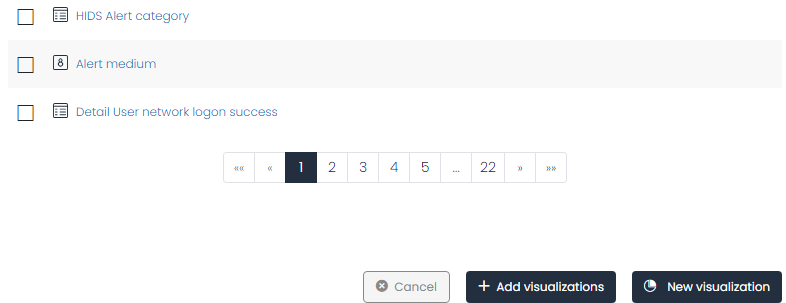 HIDS Alert category
8 Alert medium
Detail User network logon success
«« « 1 2 3 4 5 ... 22 » »»
Cancel Add visualizations New visualization